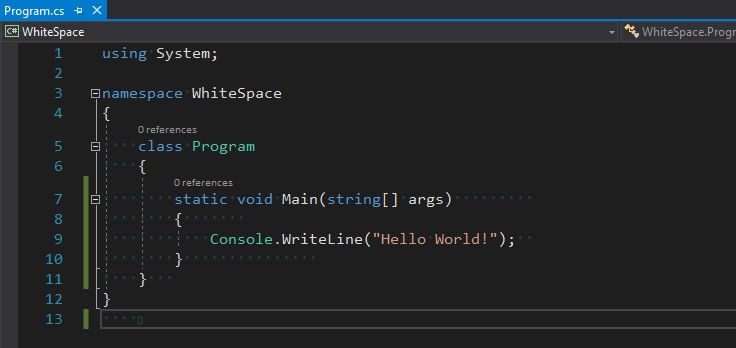 Program.cs
C# WhiteSpace WhiteSpace.Progr
1 using System;
2
3 namespace WhiteSpace
4 {
0 references
5 class Program
6 {
0 references
7 static void Main(string[] args)
8 {
9 Console.WriteLine("Hello World!");
10 }
11 }
12 }
13